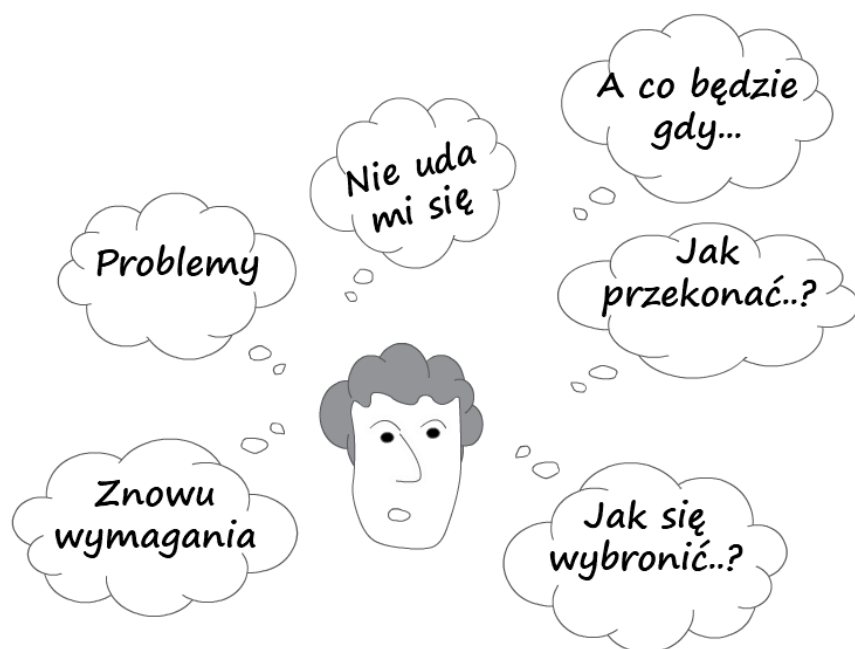 A co będzie
gdy...
Nie uda
mi się
Problemy
Jak
przekonać..?
Znowu
wymagania
Jak się
wybronić..?